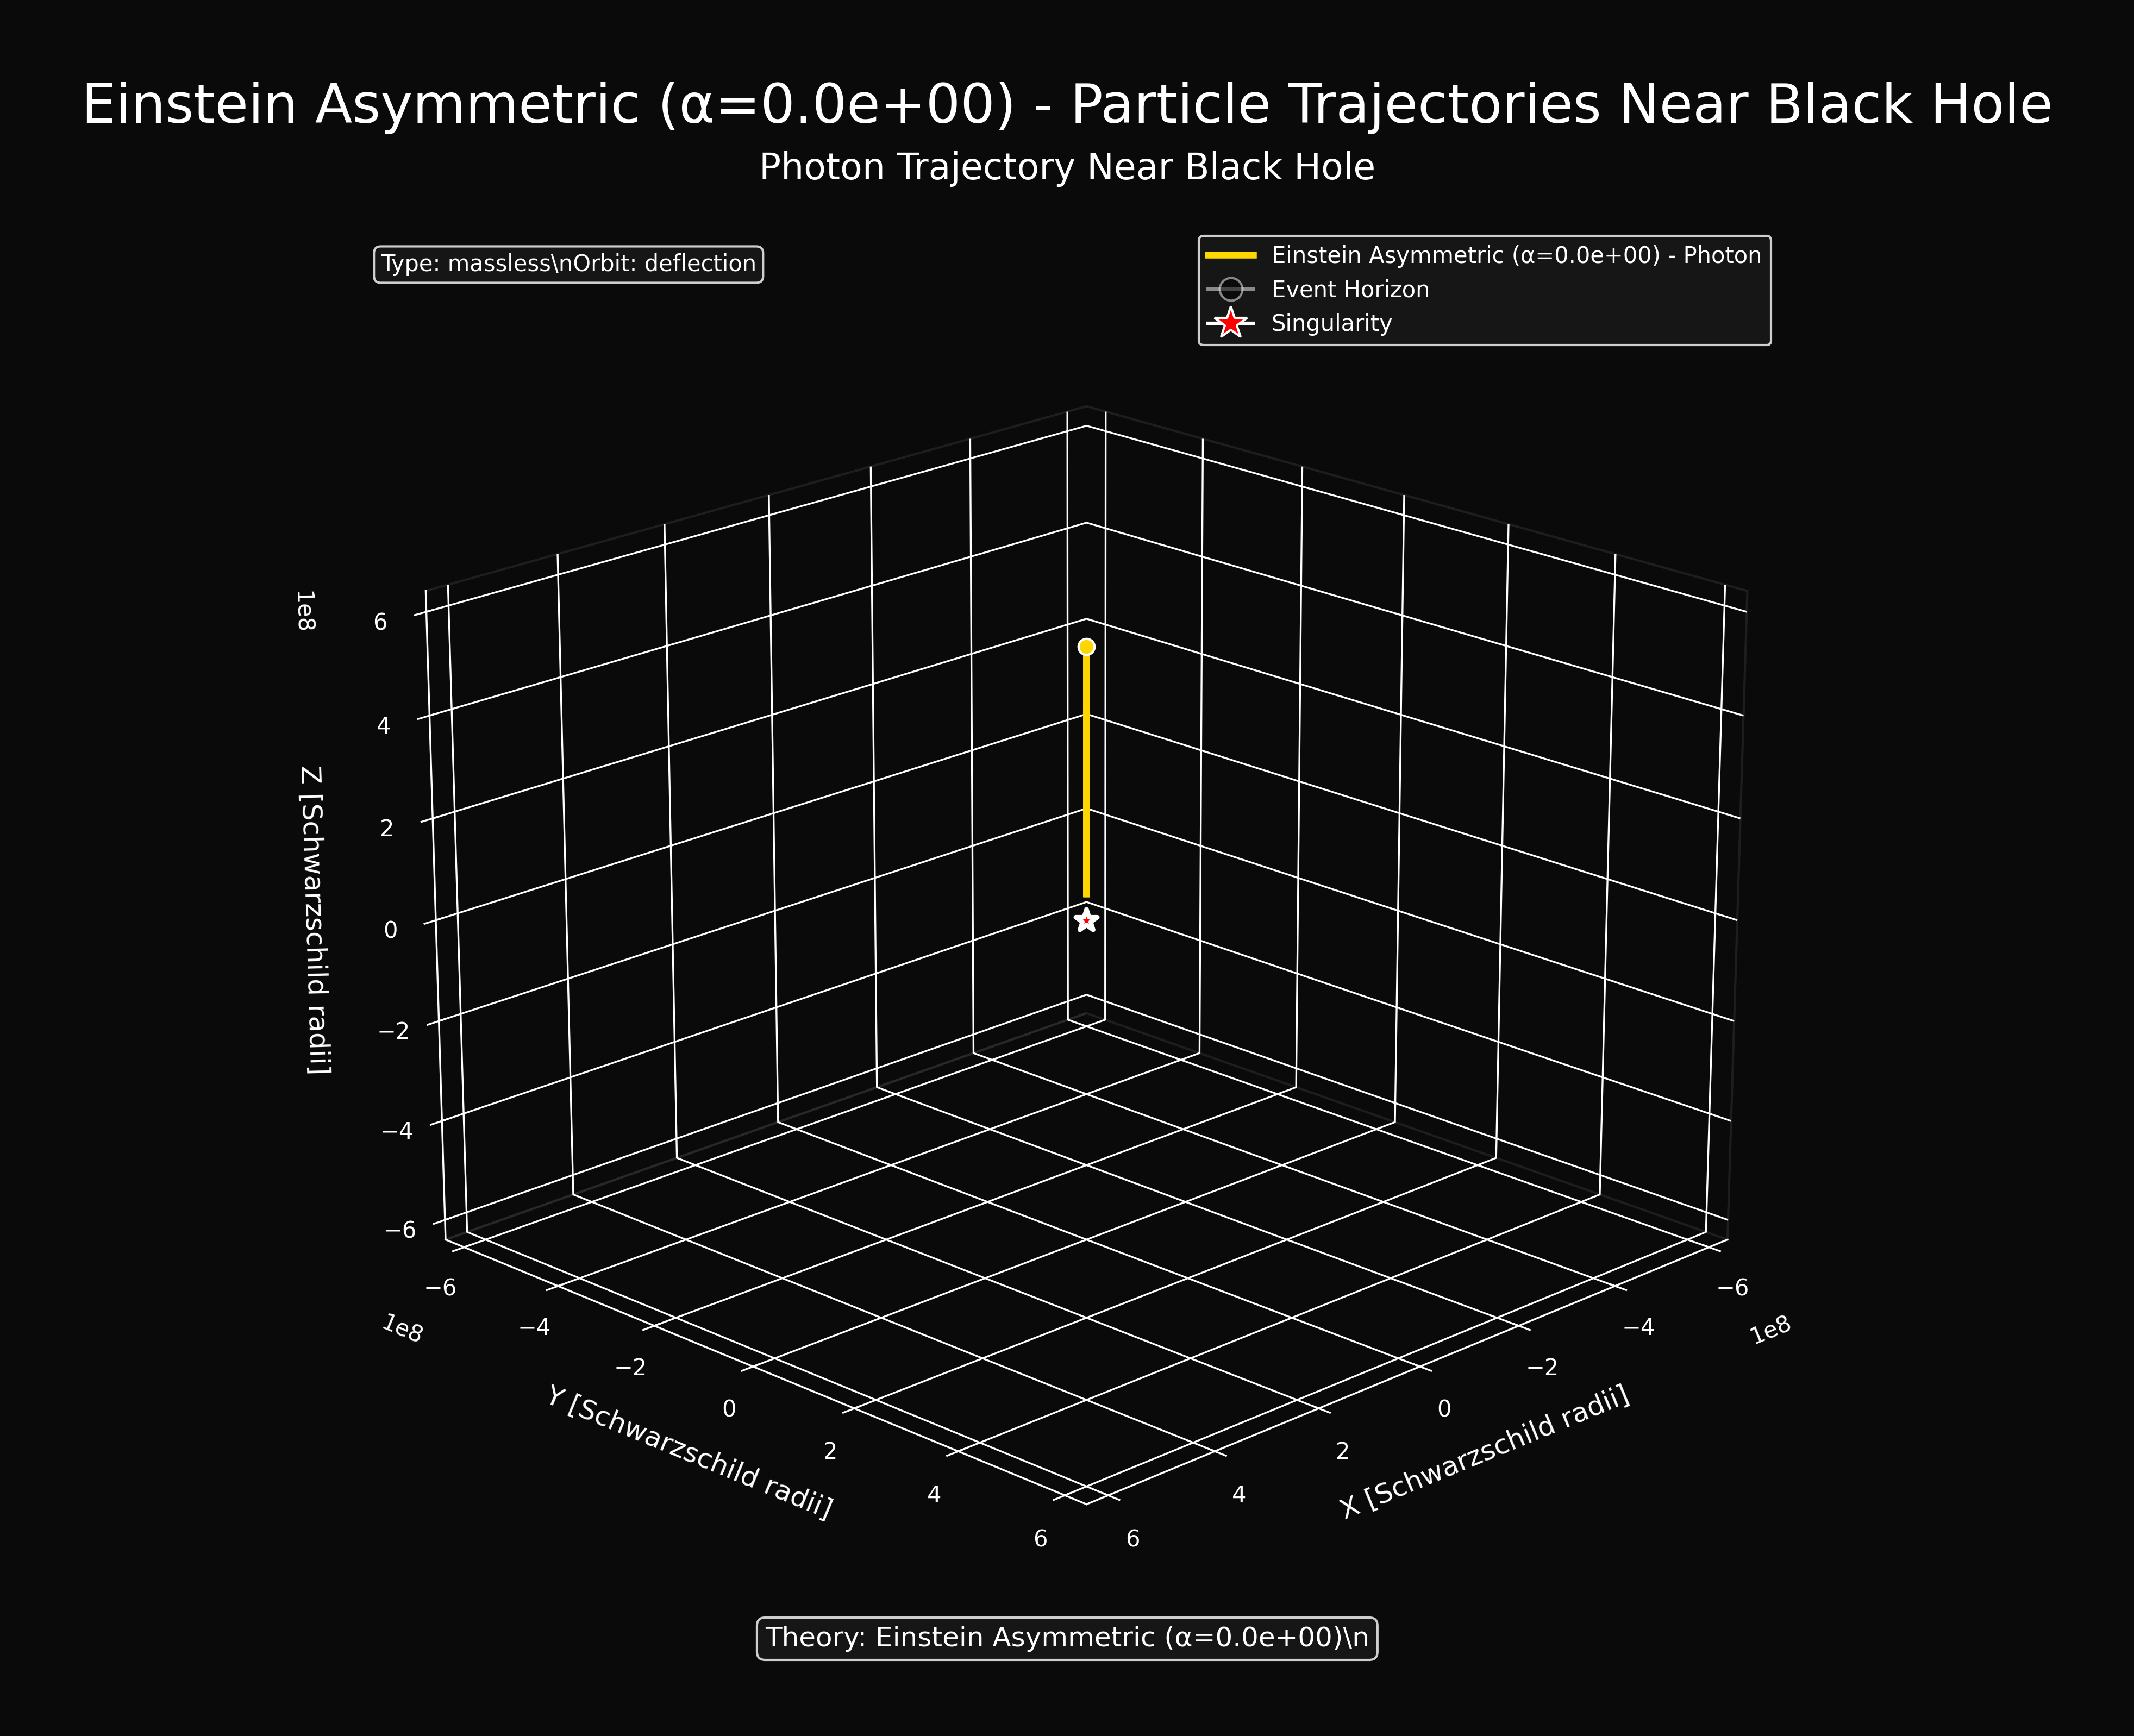 Einstein Asymmetric (α=0.0e+00) - Particle Trajectories Near Black Hole
Photon Trajectory Near Black Hole
Type: massless\nOrbit: deflection
Einstein Asymmetric (α=0.0e+00) - Photon
Event Horizon
Singularity
1e8
6
4
2
0
−2
−4
−6
Z [Schwarzschild radii]
−6
−4
−2
0
2
4
6
1e8
Y [Schwarzschild radii]
−6
−4
−2
0
2
4
6
1e8
X [Schwarzschild radii]
Theory: Einstein Asymmetric (α=0.0e+00)\n